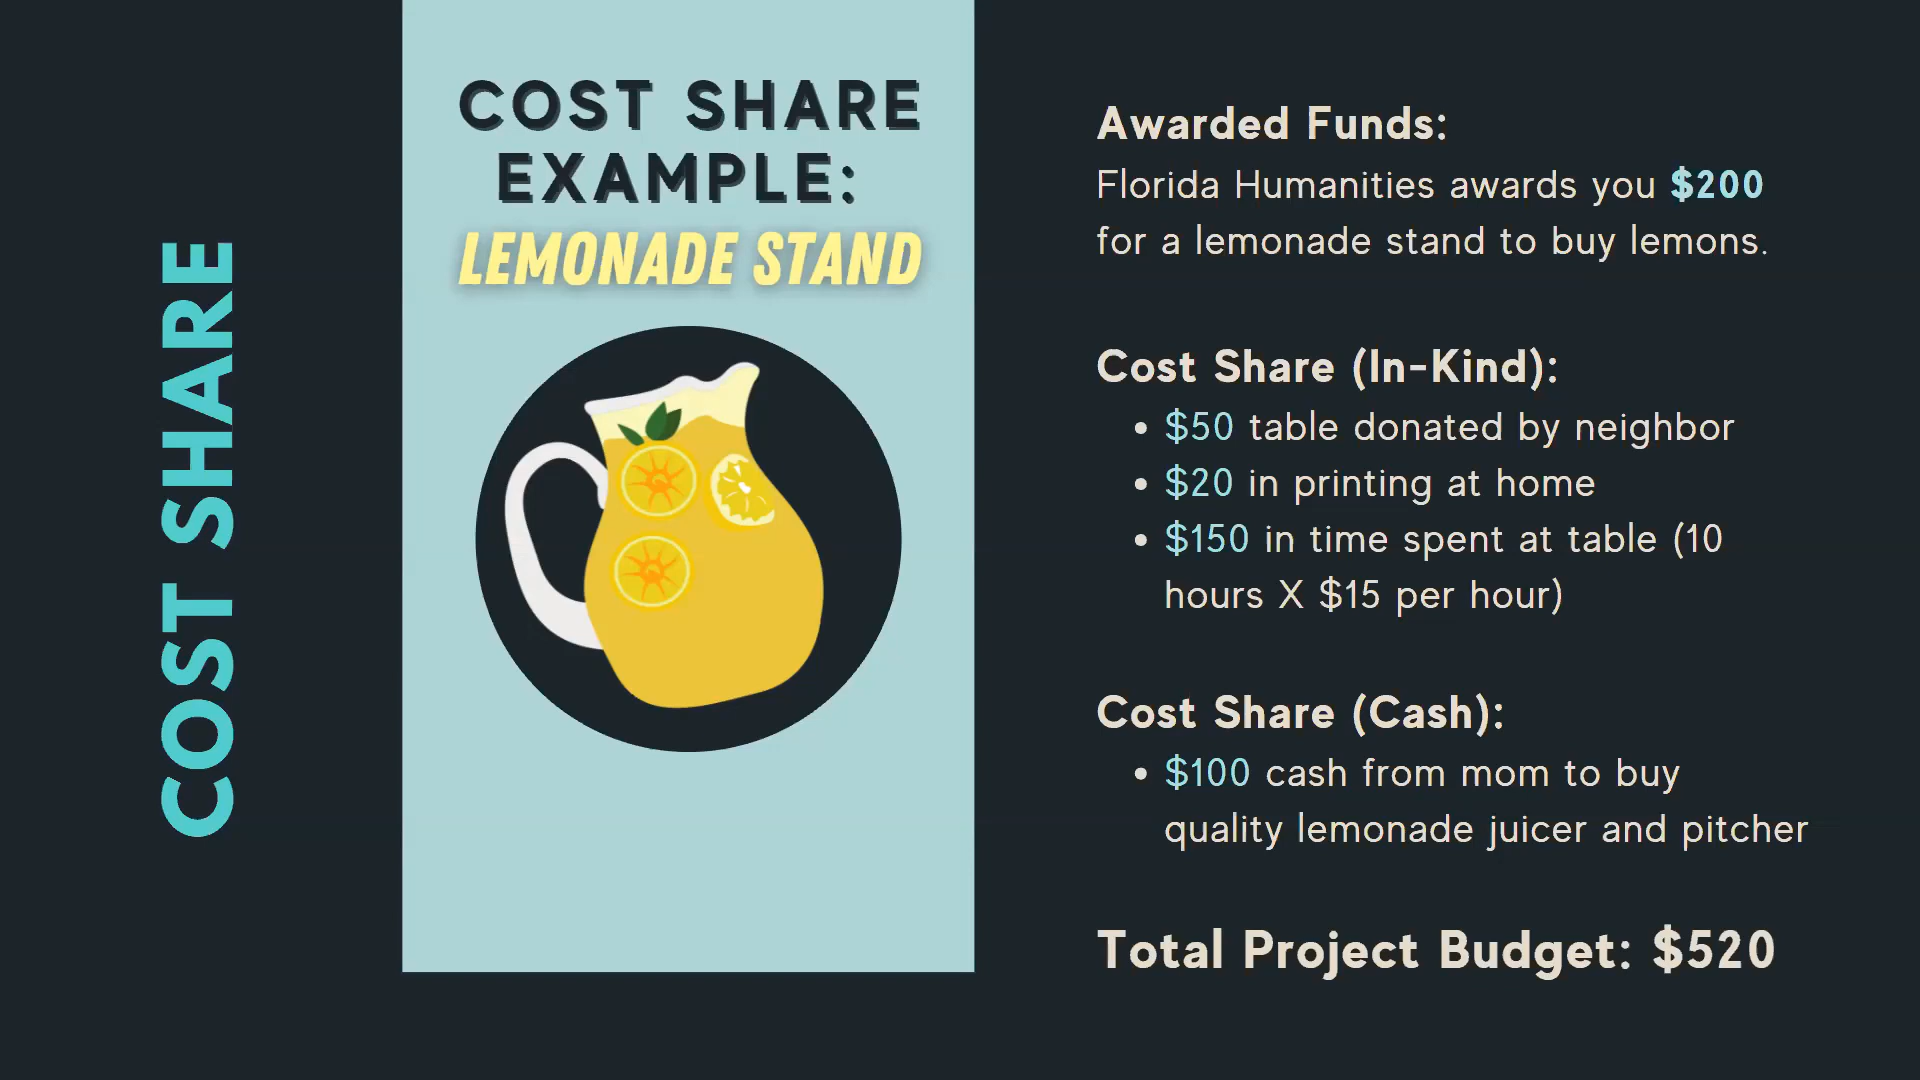 COST SHARE
COST SHARE
EXAMPLE:
LEMONADE STAND
Awarded Funds:
Florida Humanities awards you $200
for a lemonade stand to buy lemons.
Cost Share (In-Kind):
• $50 table donated by neighbor
• $20 in printing at home
• $150 in time spent at table (10
hours X $15 per hour)
Cost Share (Cash):
• $100 cash from mom to buy
quality lemonade juicer and pitcher
Total Project Budget: $520